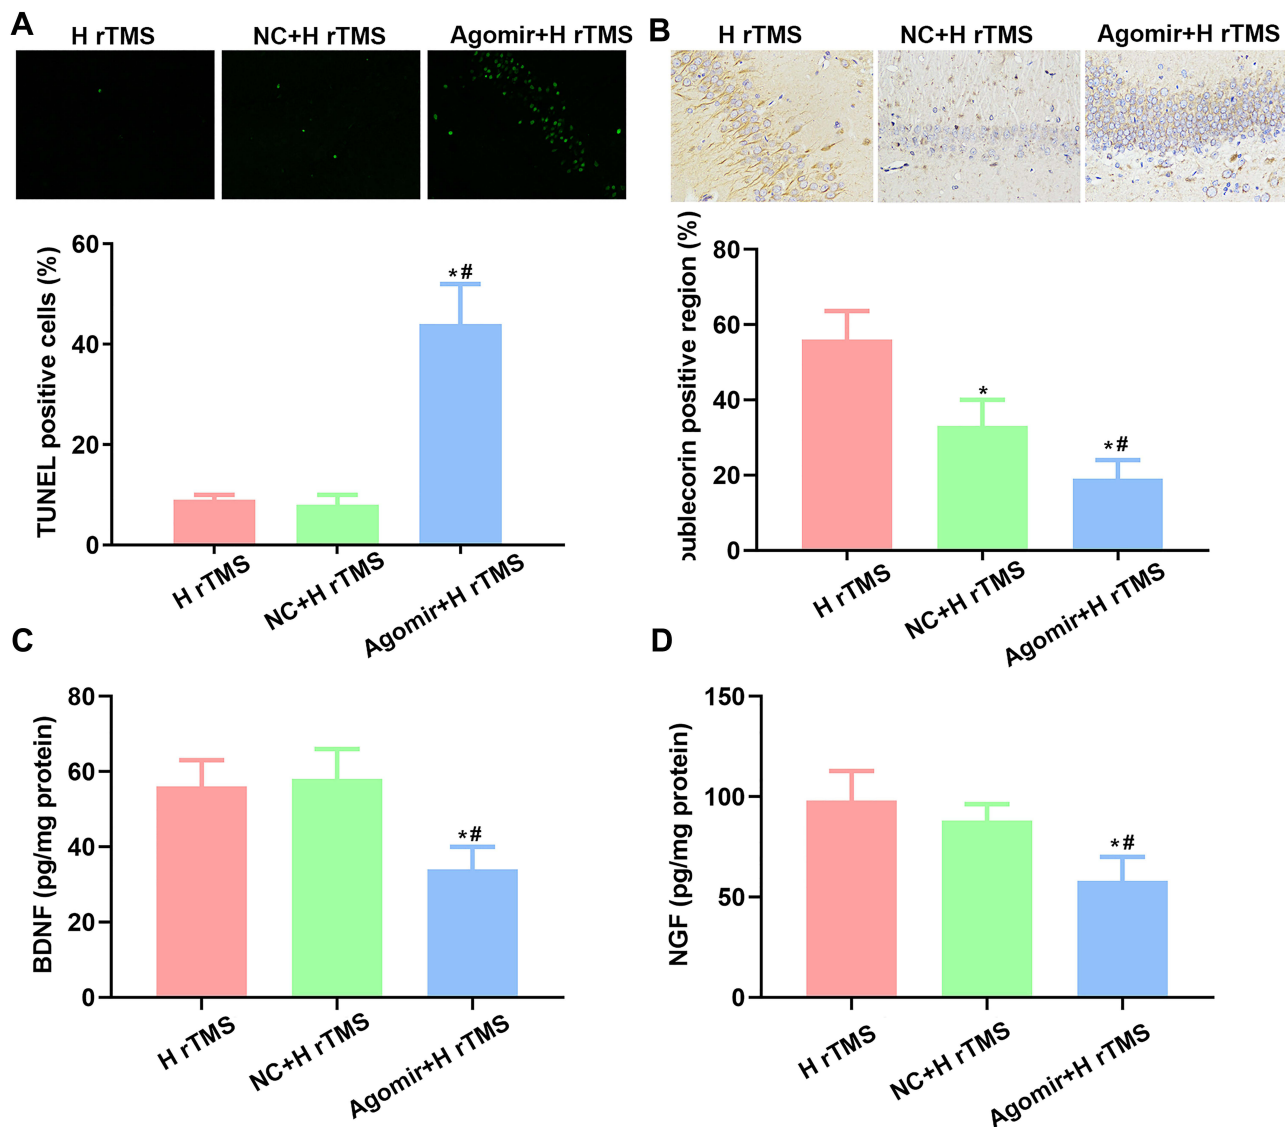 A
H rTMS
NC+H rTMS
Agomir+H rTMS
TUNEL positive cells (%)
60
40
20
0
*#
H rTMS
NC+H rTMS
Agomir+H rTMS
B
H rTMS
NC+H rTMS
Agomir+H rTMS
oublecorin positive region (%)
80
60
40
20
0
*
*#
H rTMS
NC+H rTMS
Agomir+H rTMS
C
BDNF (pg/mg protein)
80
60
40
20
0
*#
H rTMS
NC+H rTMS
Agomir+H rTMS
D
NGF (pg/mg protein)
150
100
50
0
*#
H rTMS
NC+H rTMS
Agomir+H rTMS